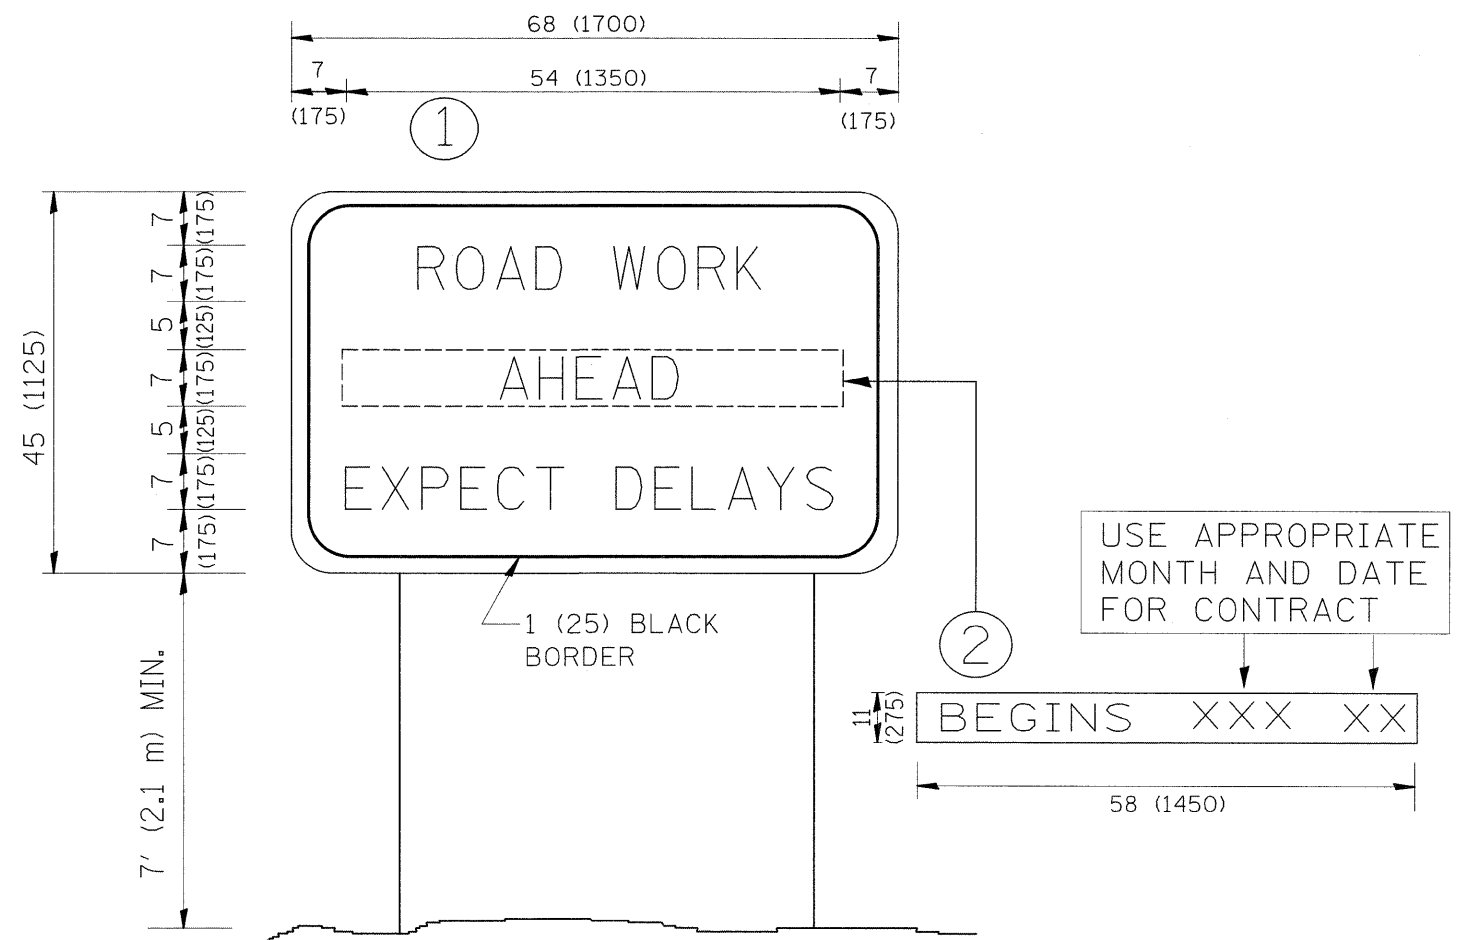 68 (1700)
7
54 (1350)
7
(175)
(175)
1
45 (1125)
7 (175)
7 (175)
5 (125)
7 (175)
5 (125)
7 (175)
7 (175)
ROAD WORK
AHEAD
EXPECT DELAYS
1 (25) BLACK
BORDER
7' (2.1 m) MIN.
2
USE APPROPRIATE
MONTH AND DATE
FOR CONTRACT
11
(275)
BEGINS XXX XX
58 (1450)